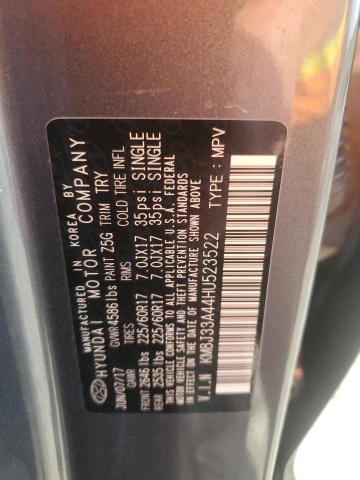 MANUFACTURED IN KOREA BY
HYUNDAI MOTOR COMPANY
JUN/07/17 GVWR 4586 lbs PAINT Z5G TRIM TRY
GAWR TIRES RIMS COLD TIRE INFL
FRONT 2646 lbs 225/60R17 7.0JX17 35psi SINGLE
REAR 2535 lbs 225/60R17 7.0JX17 35psi SINGLE
THIS VEHICLE CONFORMS TO ALL APPLICABLE U.S. FEDERAL
MOTOR VEHICLE SAFETY AND BUMPER, AND THEFT PREVENTION
STANDARDS IN EFFECT ON THE DATE OF MANUFACTURE SHOWN ABOVE.
V.I.N : KM8J33A44HU523522 TYPE : MPV